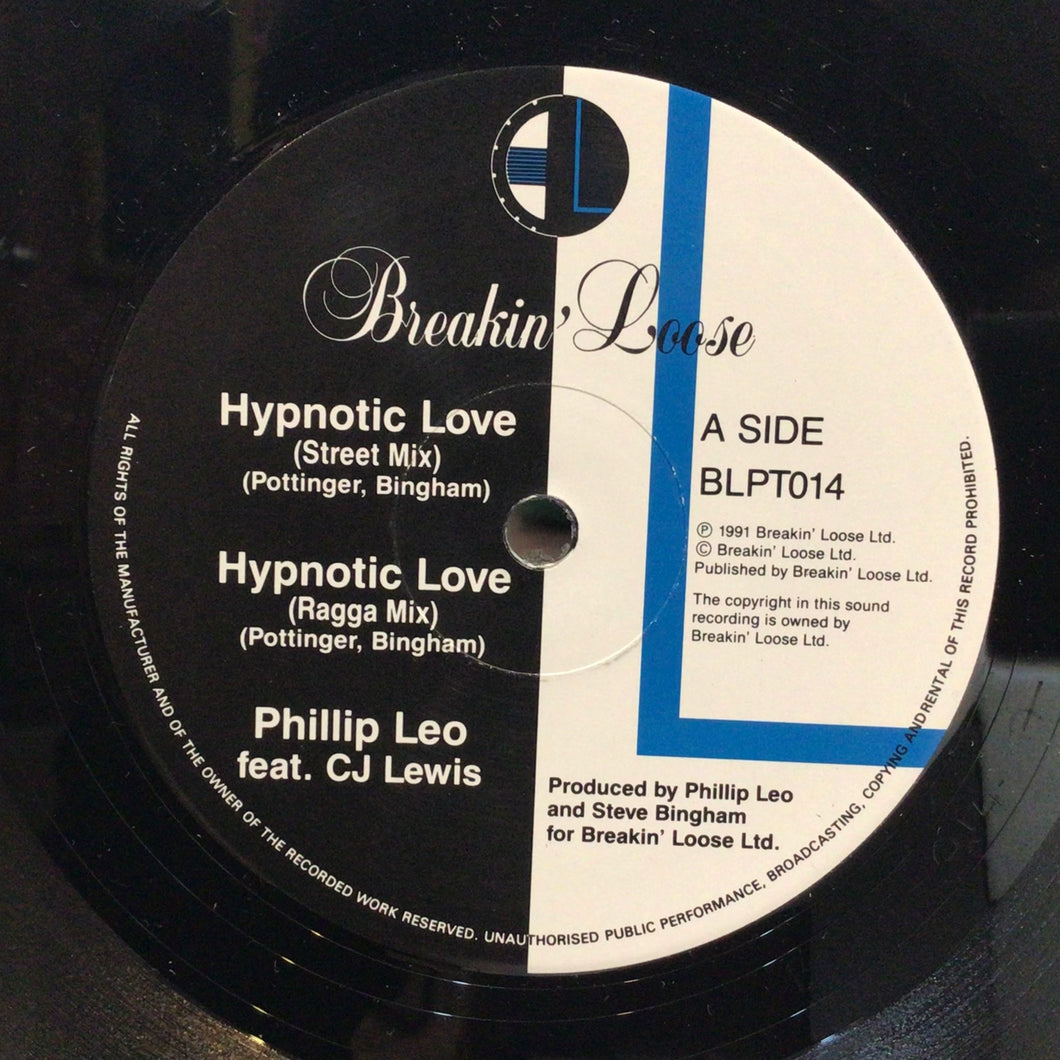 Breakin' Loose
Hypnotic Love
(Street Mix)
(Pottinger, Bingham)
Hypnotic Love
(Ragga Mix)
(Pottinger, Bingham)
Phillip Leo
feat. CJ Lewis
A SIDE
BLPT014
℗ 1991 Breakin' Loose Ltd.
© Breakin' Loose Ltd.
Published by Breakin' Loose Ltd.
The copyright in this sound
recording is owned by
Breakin' Loose Ltd.
Produced by Phillip Leo
and Steve Bingham
for Breakin' Loose Ltd.
ALL RIGHTS OF THE MANUFACTURER AND OF THE OWNER OF THE RECORDED WORK RESERVED. UNAUTHORISED PUBLIC PERFORMANCE, BROADCASTING, COPYING AND RENTAL OF THIS RECORD PROHIBITED.